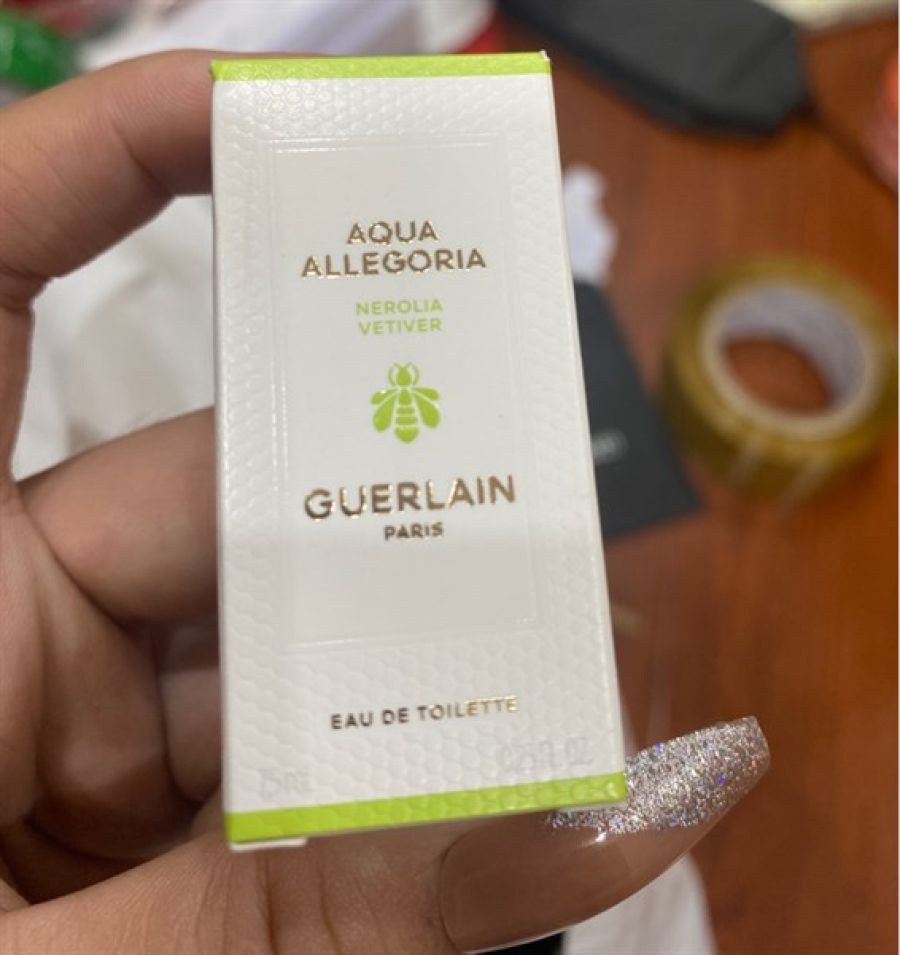 AQUA
ALLEGORIA
NEROLIA
VETIVER
GUERLAIN
PARIS
EAU DE TOILETTE